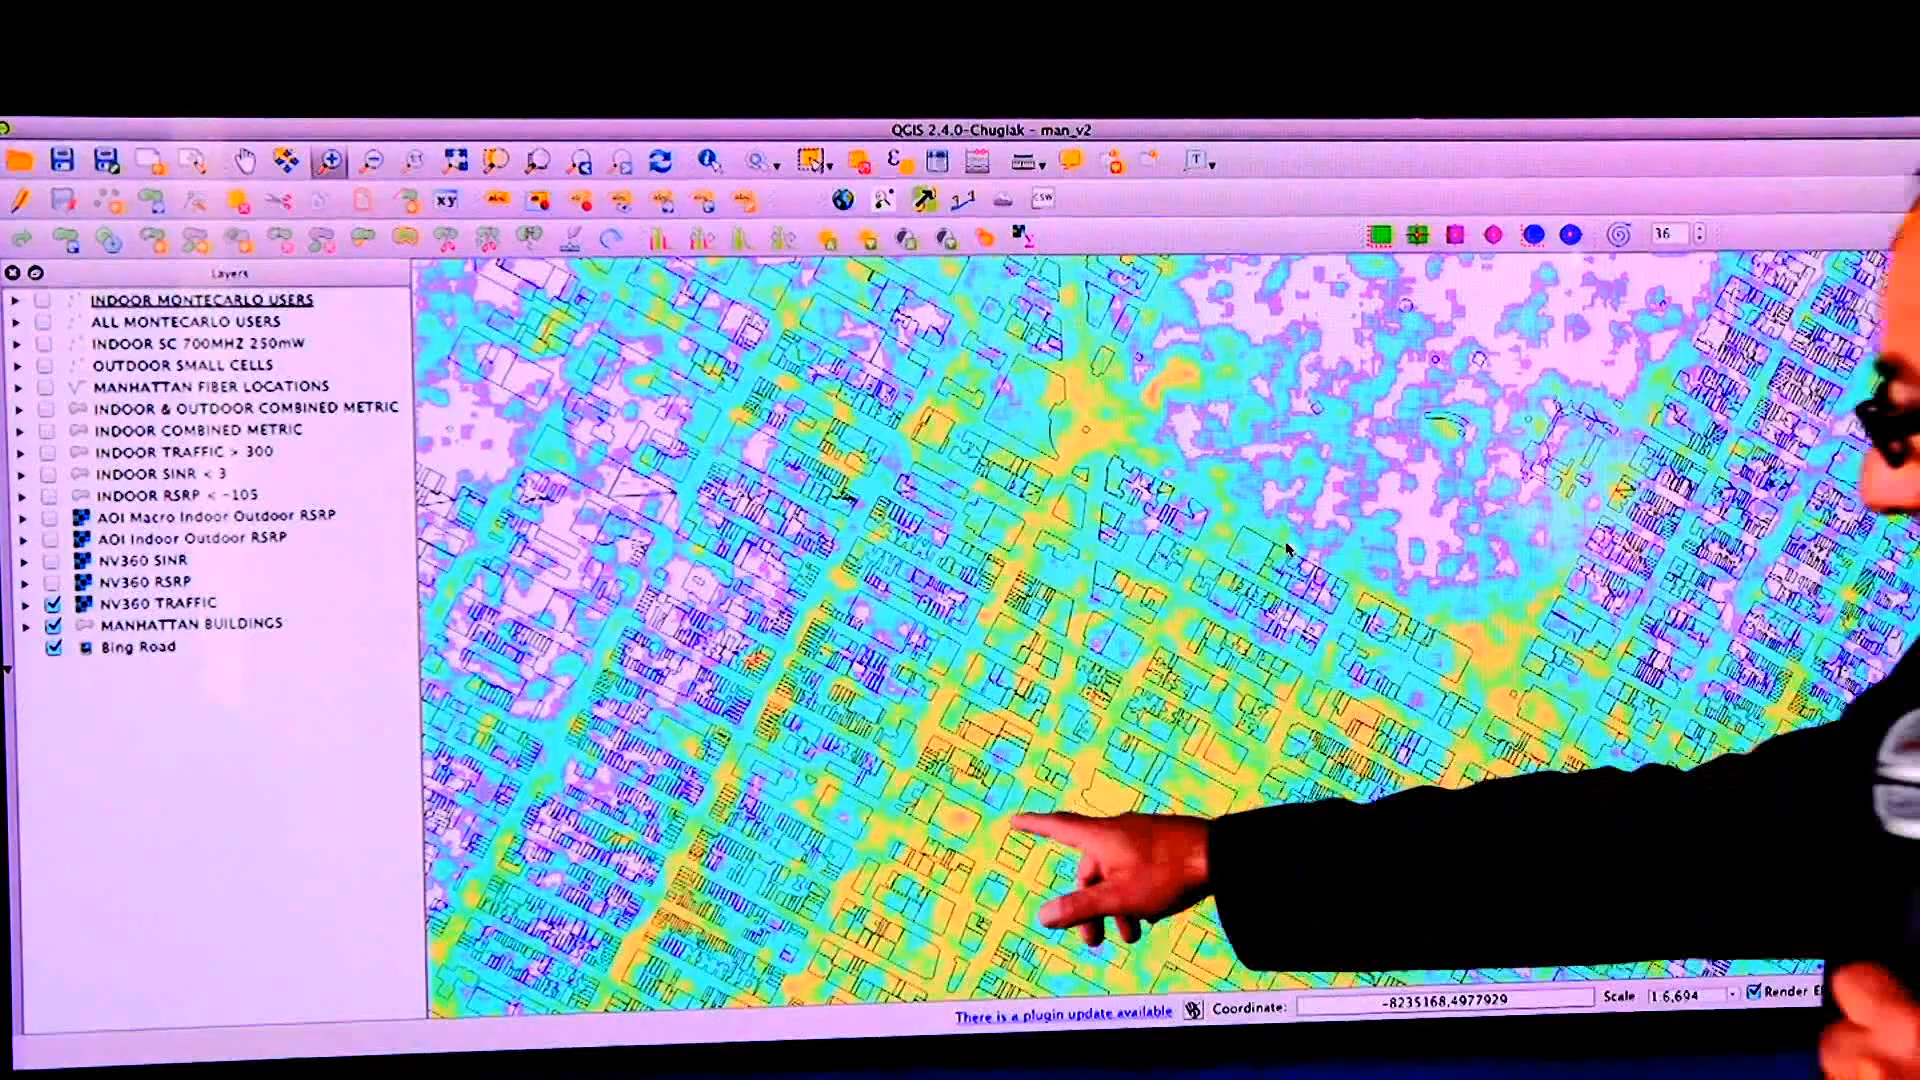 QGIS 2.4.0-Chugiak - man_v2
xy
CSW
36
Layers
INDOOR MONTECARLO USERS
ALL MONTECARLO USERS
INDOOR SC 700MHZ 250mW
OUTDOOR SMALL CELLS
MANHATTAN FIBER LOCATIONS
INDOOR & OUTDOOR COMBINED METRIC
INDOOR COMBINED METRIC
INDOOR TRAFFIC > 300
INDOOR SINR < 3
INDOOR RSRP < -105
AOI Macro Indoor Outdoor RSRP
AOI Indoor Outdoor RSRP
NV360 SINR
NV360 RSRP
NV360 TRAFFIC
MANHATTAN BUILDINGS
Bing Road
There is a plugin update available
Coordinate:
-8235168,4977929
Scale
1:6,694
Render